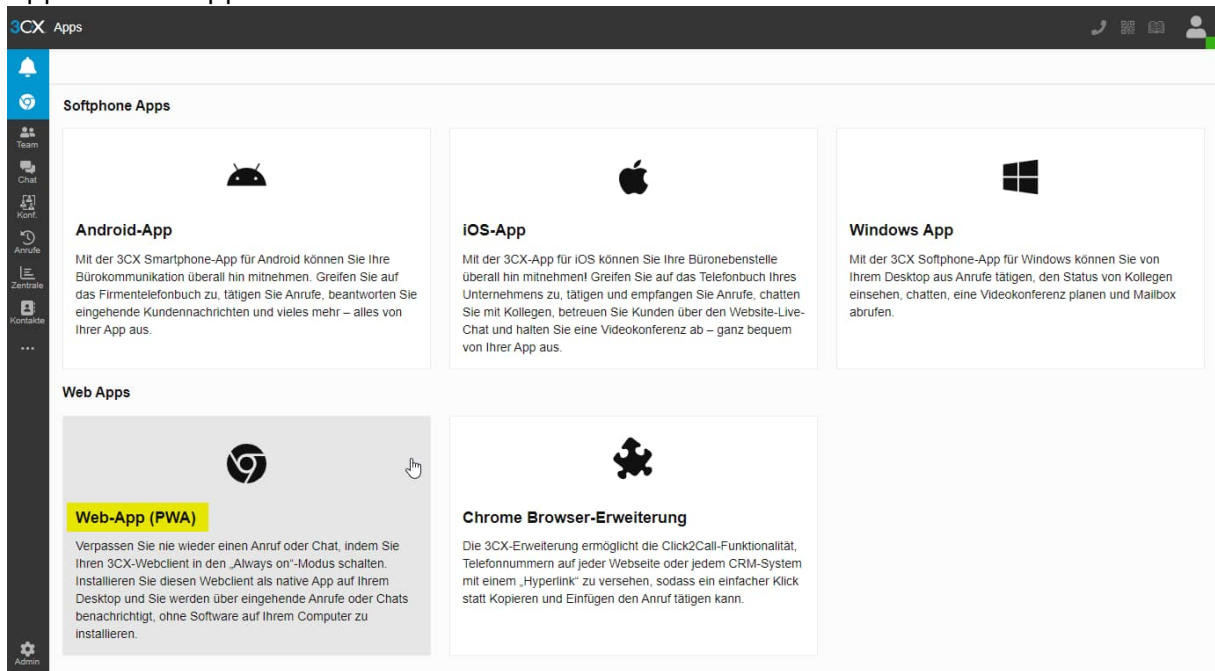 3CX Apps
Softphone Apps
Team
Chat
Konf.
Anrufe
Zentrale
Kontakte
Admin
Android-App
Mit der 3CX Smartphone-App für Android können Sie Ihre
Bürokommunikation überall hin mitnehmen. Greifen Sie auf
das Firmentelefonbuch zu, tätigen Sie Anrufe, beantworten Sie
eingehende Kundennachrichten und vieles mehr – alles von
Ihrer App aus.
iOS-App
Mit der 3CX-App für iOS können Sie Ihre Büronebenstelle
überall hin mitnehmen! Greifen Sie auf das Telefonbuch Ihres
Unternehmens zu, tätigen und empfangen Sie Anrufe, chatten
Sie mit Kollegen, betreuen Sie Kunden über den Website-Live-
Chat und halten Sie eine Videokonferenz ab – ganz bequem
von Ihrer App aus.
Windows App
Mit der 3CX Softphone-App für Windows können Sie von
Ihrem Desktop aus Anrufe tätigen, den Status von Kollegen
einsehen, chatten, eine Videokonferenz planen und Mailbox
abrufen.
Web Apps
Web-App (PWA)
Verpassen Sie nie wieder einen Anruf oder Chat, indem Sie
Ihren 3CX-Webclient in den „Always on“-Modus schalten.
Installieren Sie diesen Webclient als native App auf Ihrem
Desktop und Sie werden über eingehende Anrufe oder Chats
benachrichtigt, ohne Software auf Ihrem Computer zu
installieren.
Chrome Browser-Erweiterung
Die 3CX-Erweiterung ermöglicht die Click2Call-Funktionalität,
Telefonnummern auf jeder Webseite oder jedem CRM-System
mit einem „Hyperlink“ zu versehen, sodass ein einfacher Klick
statt Kopieren und Einfügen den Anruf tätigen kann.